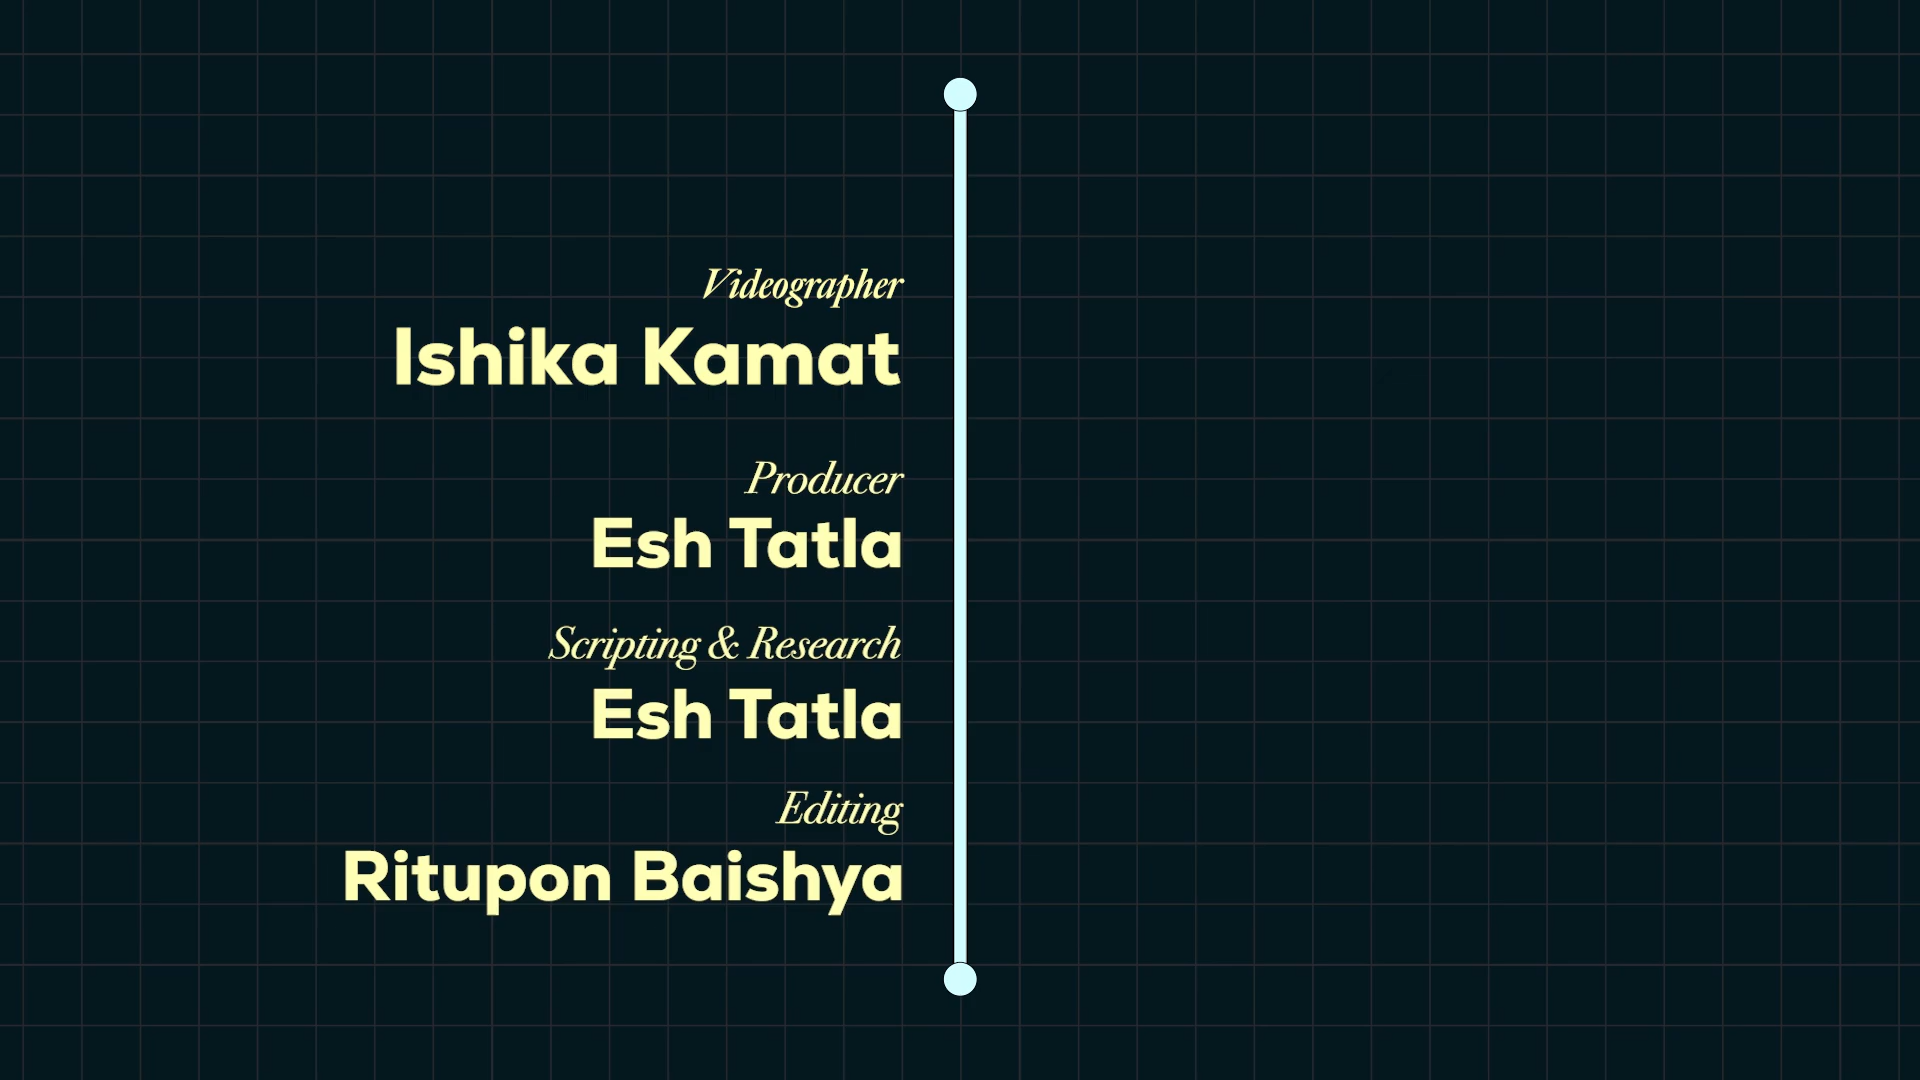 Videographer
Ishika Kamat
Producer
Esh Tatla
Scripting & Research
Esh Tatla
Editing
Ritupon Baishya